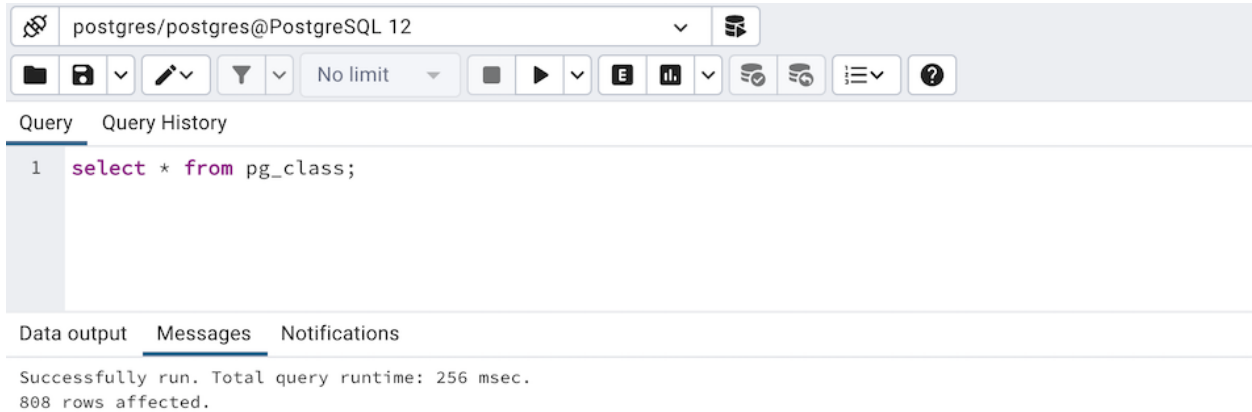 postgres/postgres@PostgreSQL 12
No limit
E
Query Query History
1 select * from pg_class;
Data output Messages Notifications
Successfully run. Total query runtime: 256 msec.
808 rows affected.